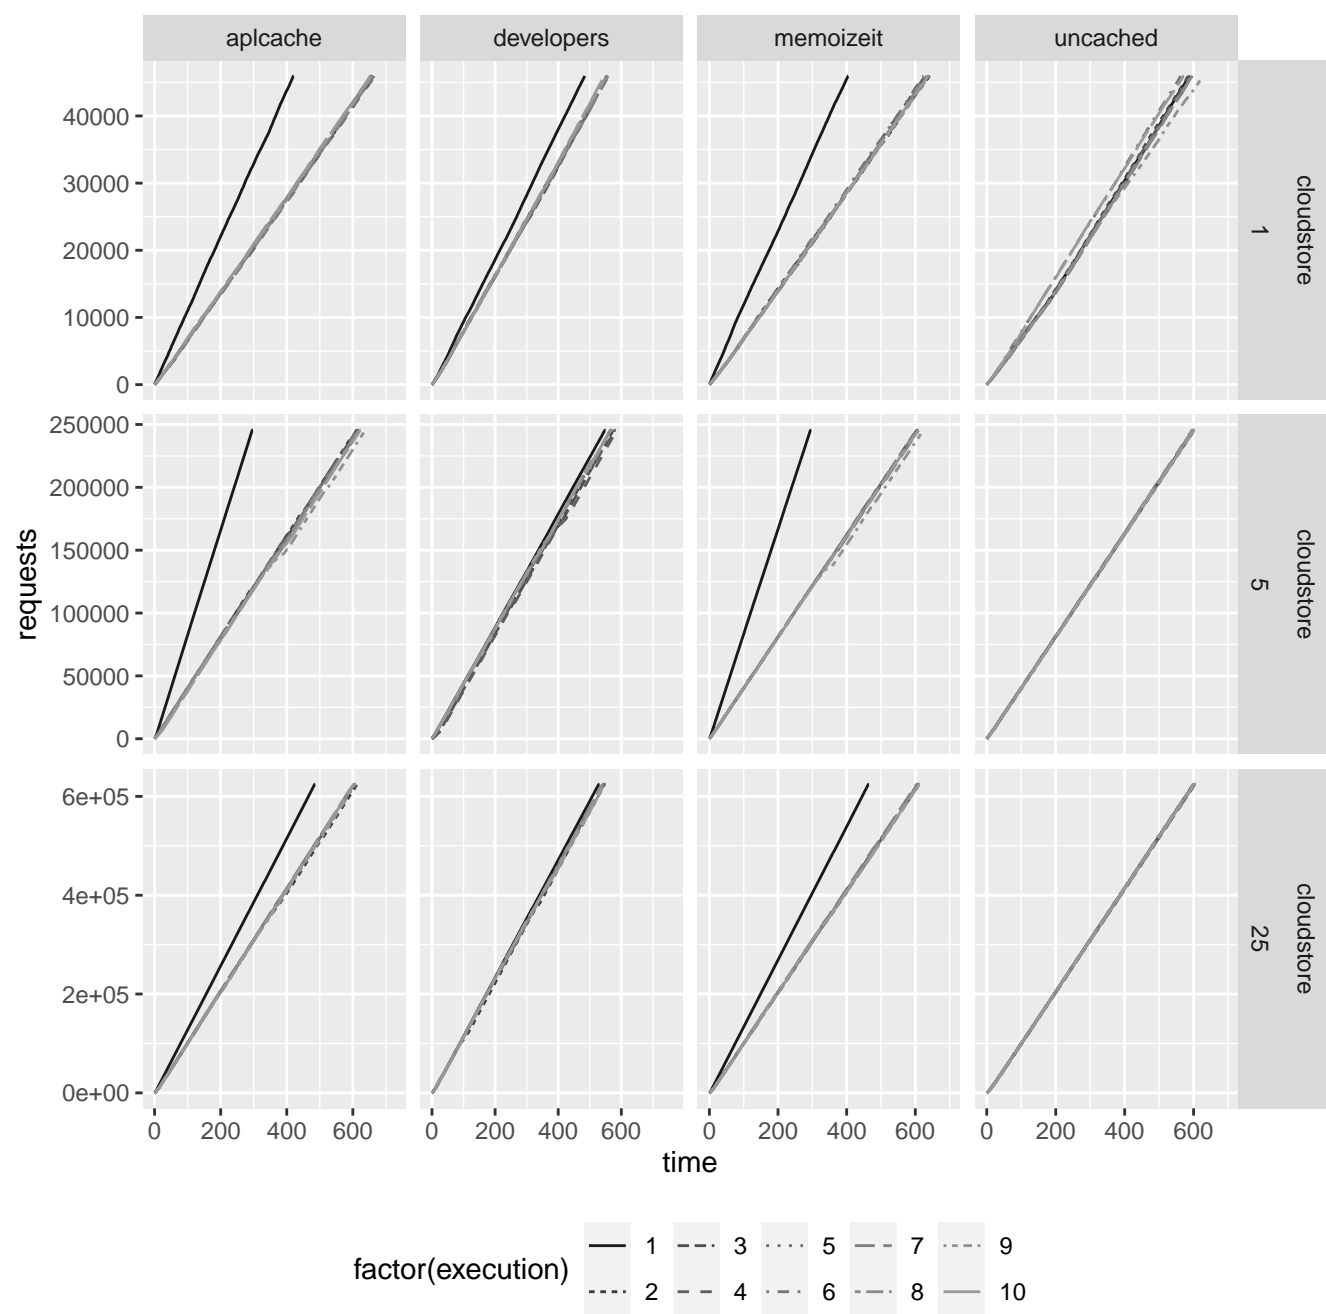 aplcache developers memoizeit uncached
40000
30000
20000
10000
0
cloudstore
1
250000
200000
150000
100000
50000
0
cloudstore
5
6e+05
4e+05
2e+05
0e+00
cloudstore
25
requests
0 200 400 600 0 200 400 600 0 200 400 600 0 200 400 600
time
factor(execution) 1 3 5 7 9
2 4 6 8 10